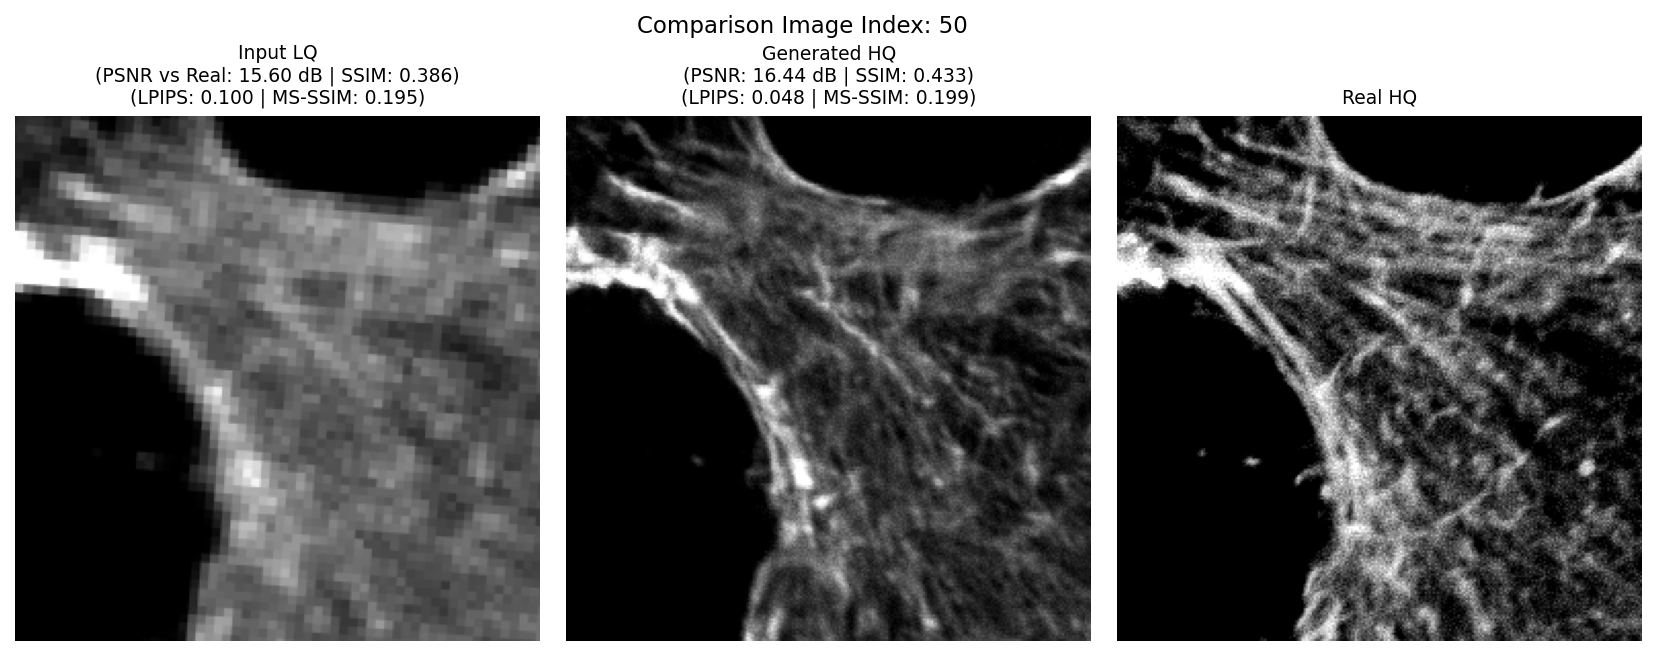 Comparison Image Index: 50
Input LQ
(PSNR vs Real: 15.60 dB | SSIM: 0.386)
(LPIPS: 0.100 | MS-SSIM: 0.195)
Generated HQ
(PSNR: 16.44 dB | SSIM: 0.433)
(LPIPS: 0.048 | MS-SSIM: 0.199)
Real HQ